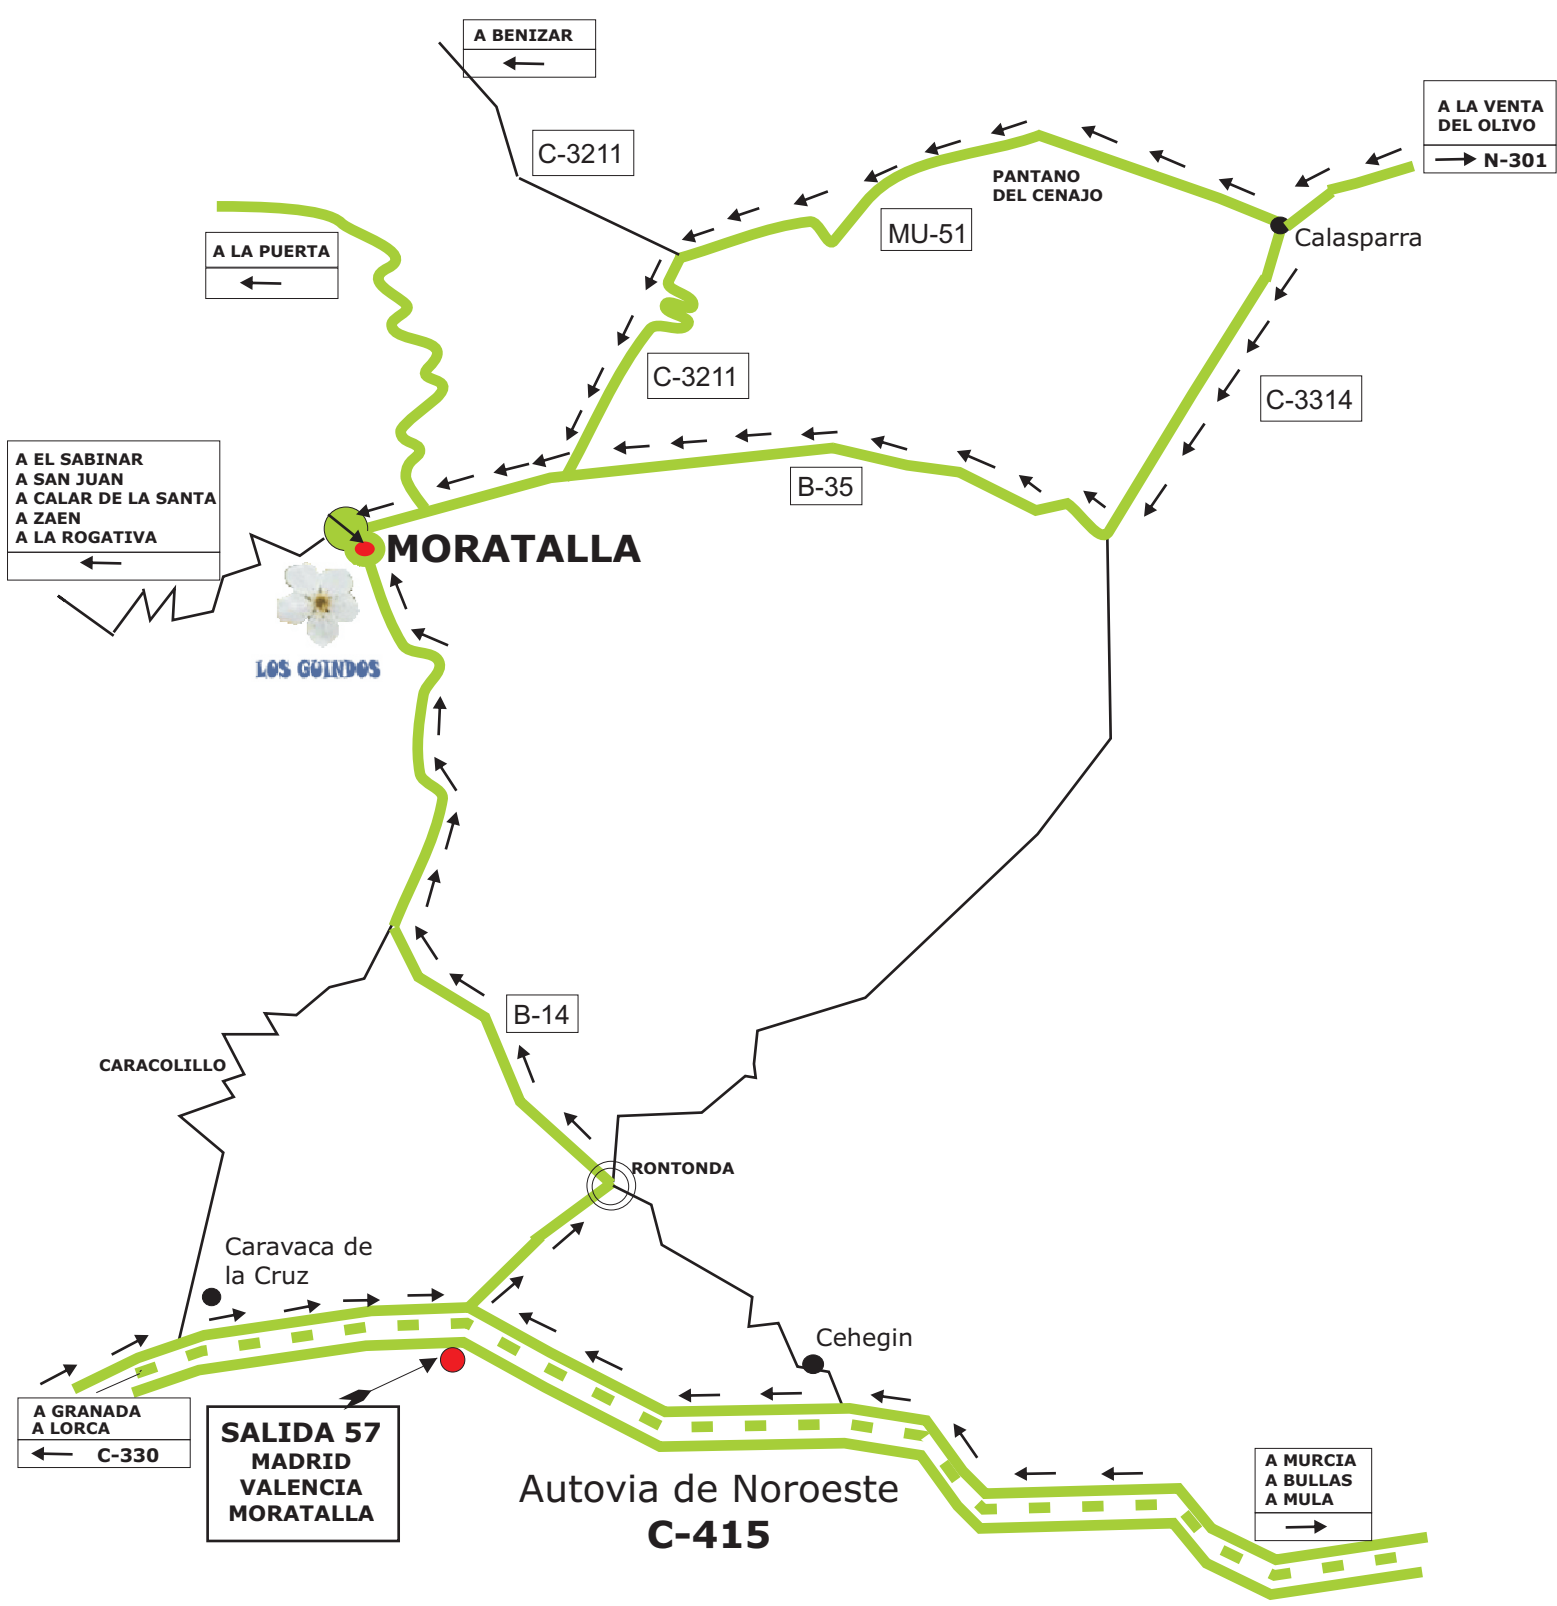 A BENIZAR
C-3211
A LA VENTA
DEL OLIVO
N-301
PANTANO
DEL CENAJO
MU-51
Calasparra
A LA PUERTA
C-3211
C-3314
A EL SABINAR
A SAN JUAN
A CALAR DE LA SANTA
A ZAEN
A LA ROGATIVA
B-35
MORATALLA
LOS GUINDOS
B-14
CARACOLILLO
RONTONDA
Caravaca de
la Cruz
Cehegin
A GRANADA
A LORCA
C-330
SALIDA 57
MADRID
VALENCIA
MORATALLA
Autovia de Noroeste
C-415
A MURCIA
A BULLAS
A MULA